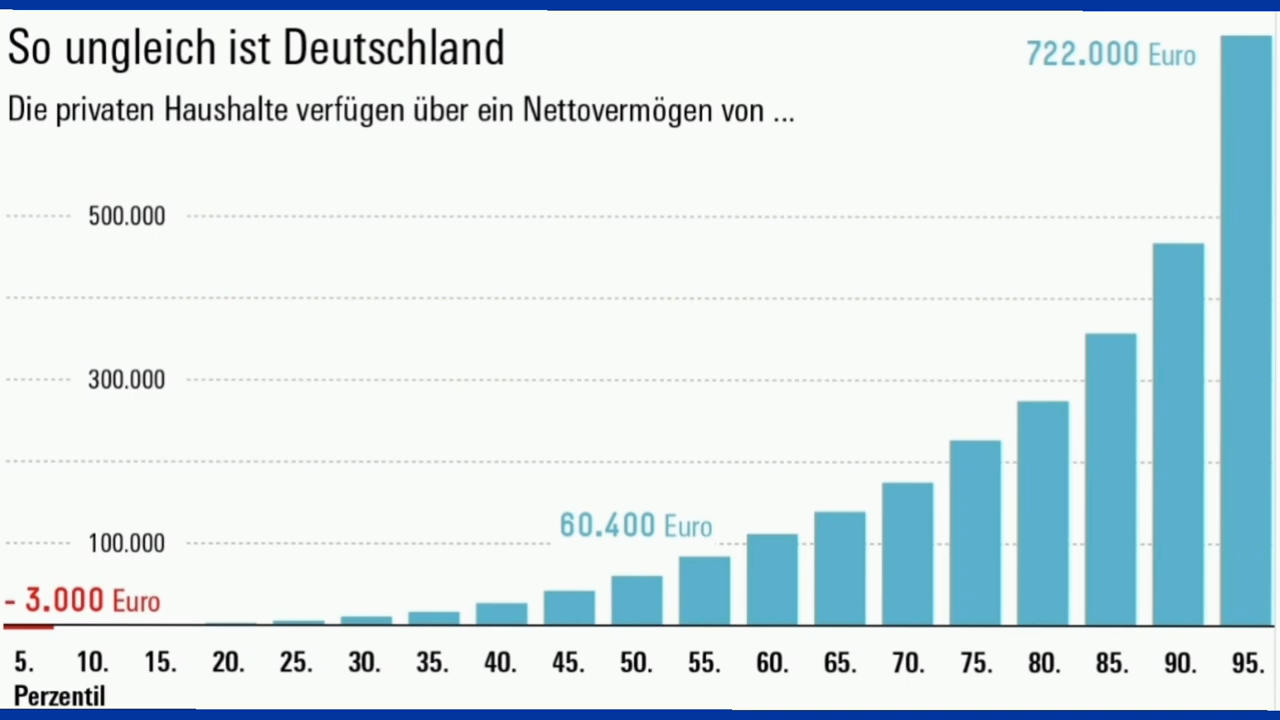 So ungleich ist Deutschland
Die privaten Haushalte verfügen über ein Nettovermögen von ...
722.000 Euro
500.000
300.000
60.400 Euro
100.000
- 3.000 Euro
5. 10. 15. 20. 25. 30. 35. 40. 45. 50. 55. 60. 65. 70. 75. 80. 85. 90. 95.
Perzentil